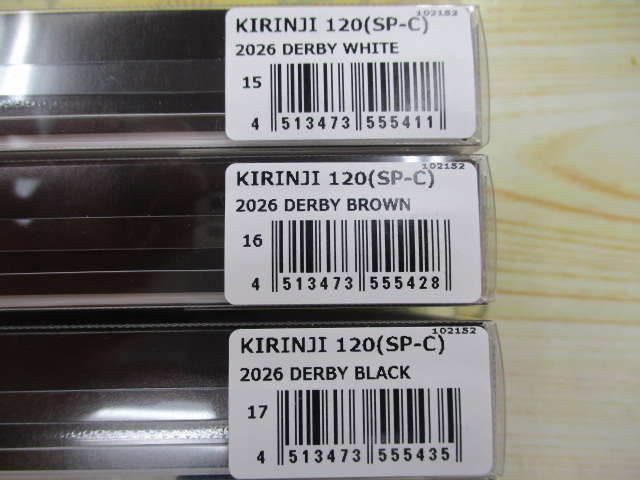 102152
KIRINJI 120(SP-C)
2026 DERBY WHITE
15
4 513473 555411
102152
KIRINJI 120(SP-C)
2026 DERBY BROWN
16
4 513473 555428
102152
KIRINJI 120(SP-C)
2026 DERBY BLACK
17
4 513473 555435